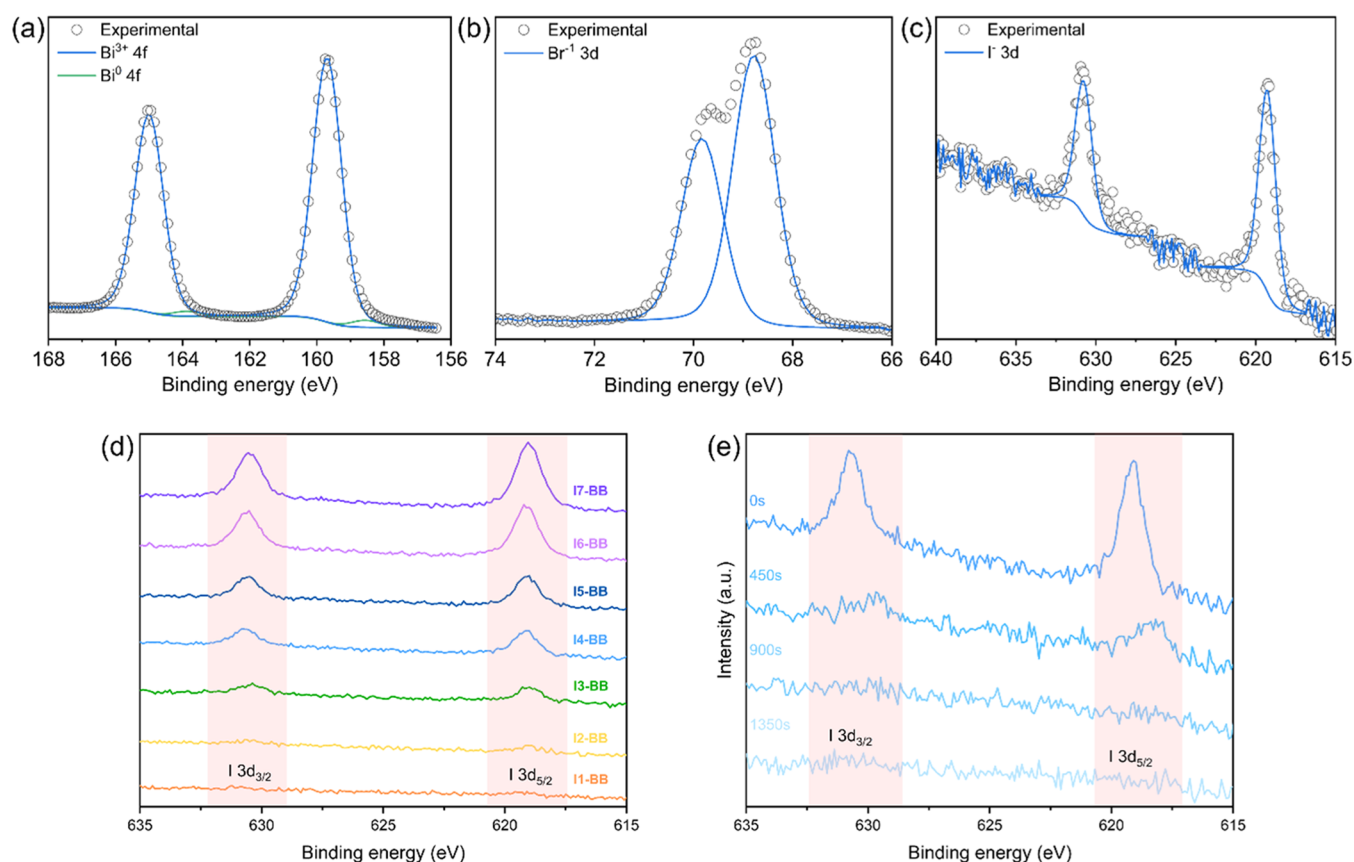 (a)
Experimental
Bi³⁺ 4f
Bi⁰ 4f
168 166 164 162 160 158 156
Binding energy (eV)
(b)
Experimental
Br⁻¹ 3d
74 72 70 68 66
Binding energy (eV)
(c)
Experimental
I⁻ 3d
640 635 630 625 620 615
Binding energy (eV)
(d)
I7-BB
I6-BB
I5-BB
I4-BB
I3-BB
I2-BB
I1-BB
I 3d₃/₂ I 3d₅/₂
635 630 625 620 615
Binding energy (eV)
(e)
Intensity (a.u.)
0s
450s
900s
1350s
I 3d₃/₂ I 3d₅/₂
635 630 625 620 615
Binding energy (eV)